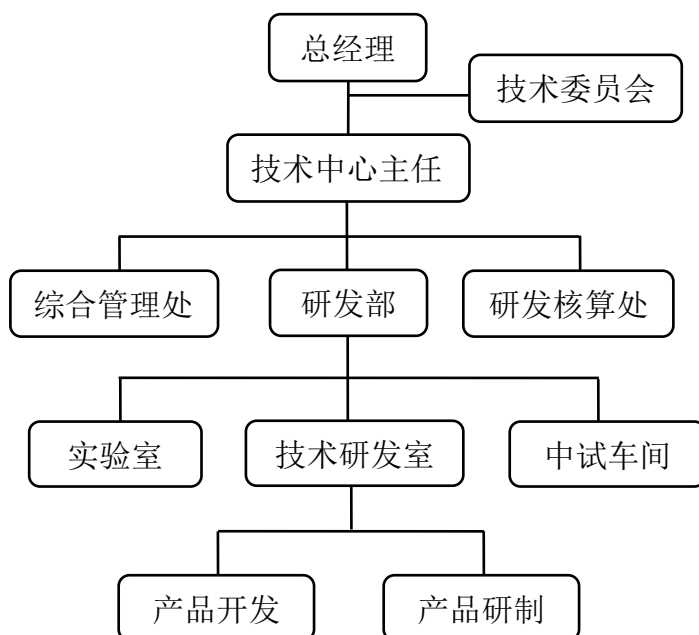 总经理
技术委员会
技术中心主任
综合管理处
研发部
研发核算处
实验室
技术研发室
中试车间
产品开发
产品研制